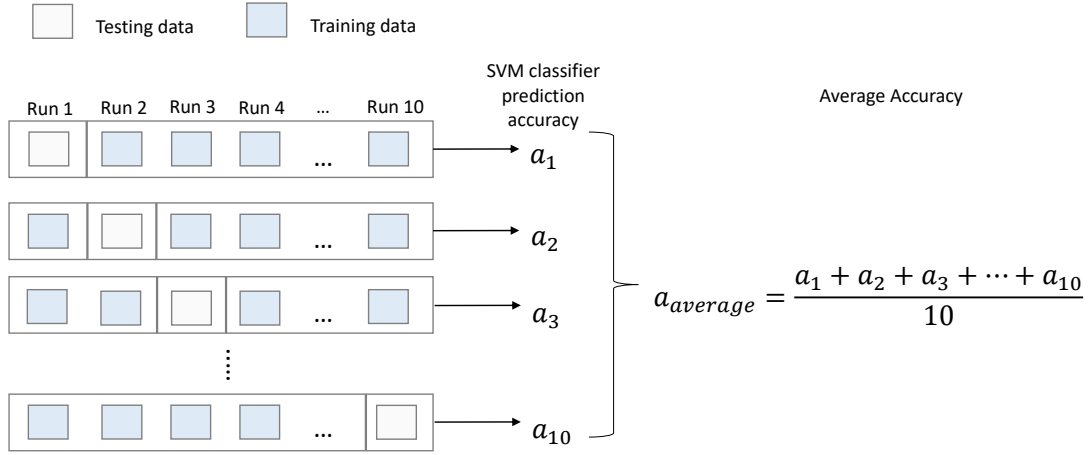 Testing data
Training data
SVM classifier
prediction
accuracy
Average Accuracy
Run 1 Run 2 Run 3 Run 4 ... Run 10
... a₁
... a₂
... a₃
a_average = (a₁ + a₂ + a₃ + ⋯ + a₁₀) / 10
... a₁₀